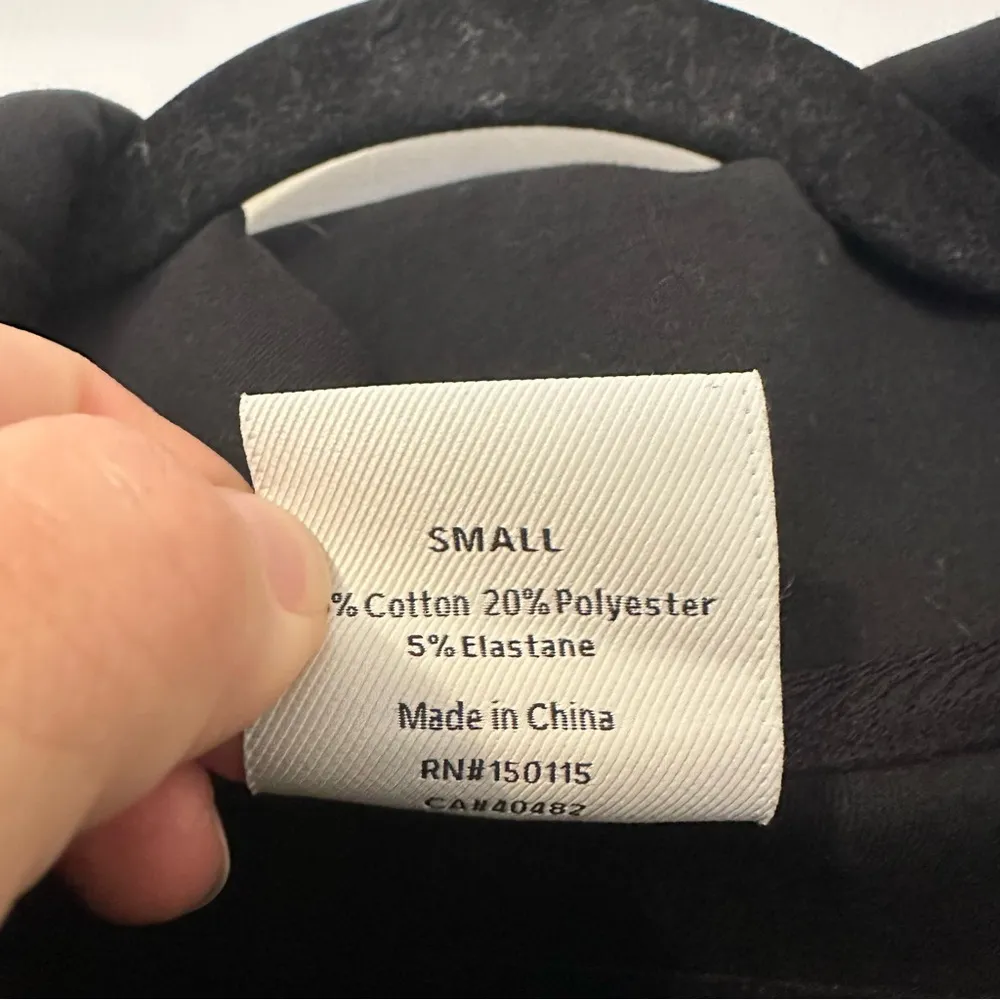 SMALL
% Cotton 20% Polyester
5% Elastane
Made in China
RN#150115
CA#40482